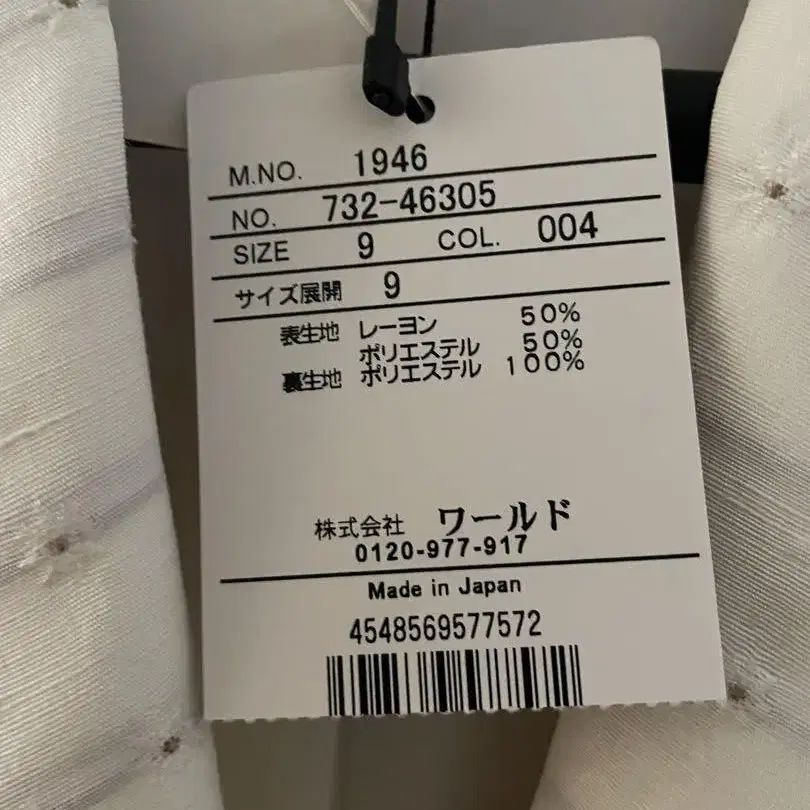 M.NO. 1946
NO. 732-46305
SIZE 9 COL. 004
サイズ展開 9
表生地 レーヨン 50%
ポリエステル 50%
裏生地 ポリエステル 100%
株式会社 ワールド
0120-977-917
Made in Japan
4548569577572